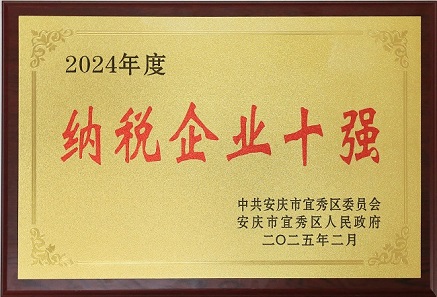 2024年度
纳税企业十强
中共安庆市宜秀区委员会
安庆市宜秀区人民政府
二〇二五年二月